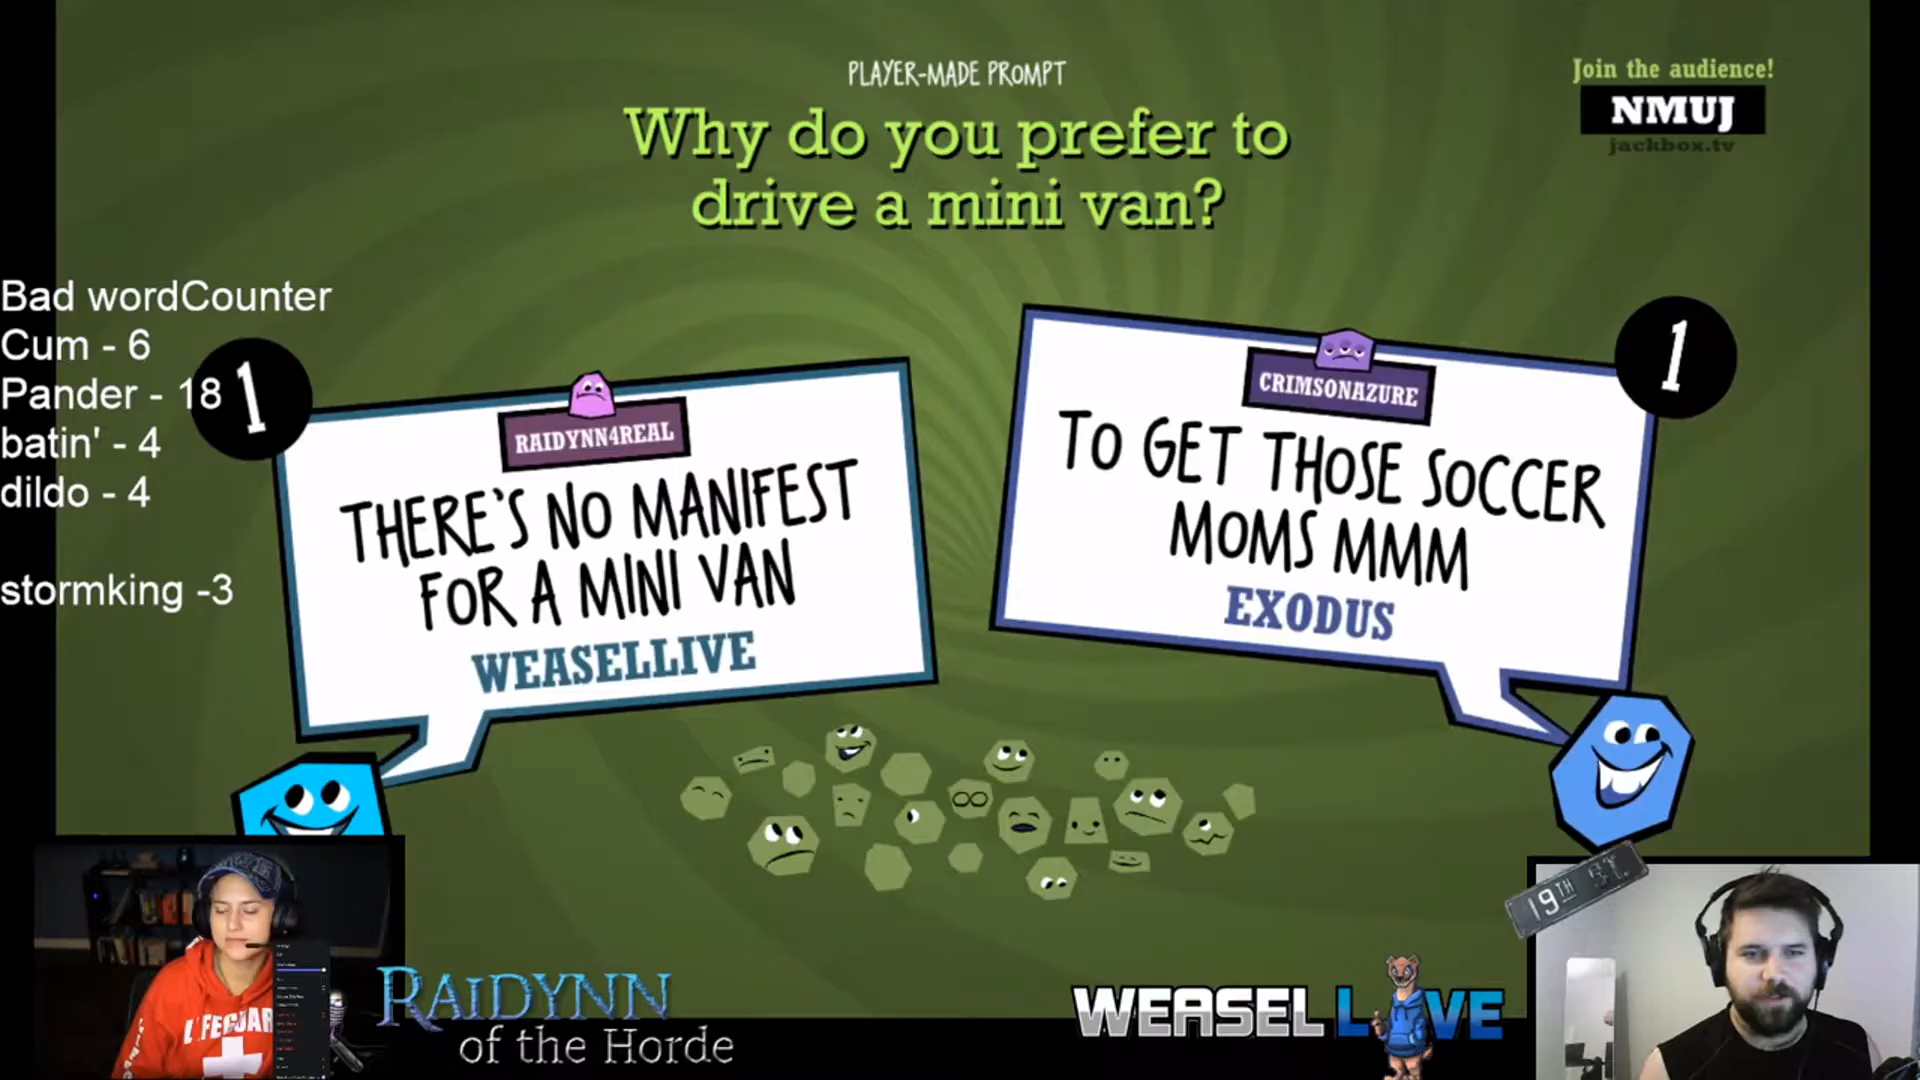 PLAYER-MADE PROMPT
Why do you prefer to
drive a mini van?
Join the audience!
NMUJ
jackbox.tv
Bad wordCounter
Cum - 6
Pander - 18
batin' - 4
dildo - 4
stormking -3
1
RAIDYNN4REAL
THERE'S NO MANIFEST
FOR A MINI VAN
WEASELLIVE
1
CRIMSONAZURE
TO GET THOSE SOCCER
MOMS MMM
EXODUS
LIFEGUAR
RAIDYNN
of the Horde
WEASEL LIVE
19TH ST.